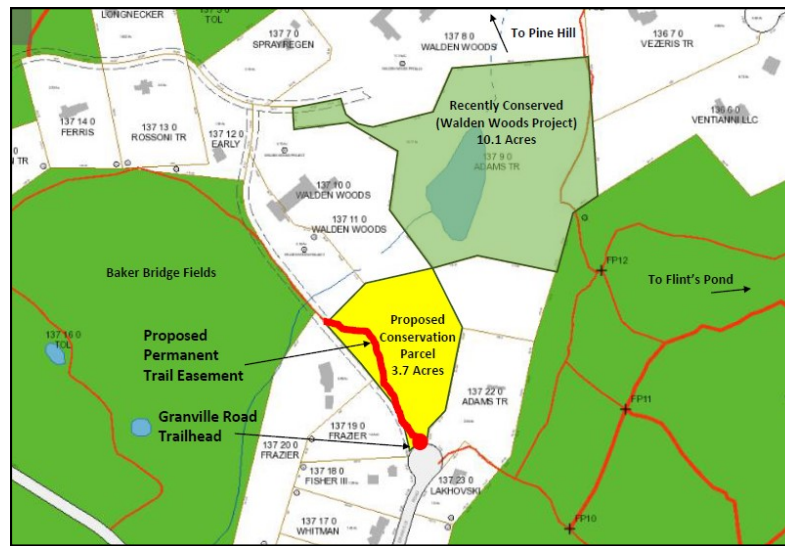 LONGNECKER
TOL
137 7 0
SPRAYREGEN
137 8 0
WALDEN WOODS
To Pine Hill
136 7 0
VEZERIS TR
137 14 0
FERRIS
137 13 0
ROSSONI TR
137 12 0
EARLY
Recently Conserved
(Walden Woods Project)
10.1 Acres
137 9 0
ADAMS TR
136 6 0
VENTIANNI LLC
N TR
137 10 0
WALDEN WOODS
137 11 0
WALDEN WOODS
Baker Bridge Fields
FP12
To Flint's Pond
137 16 0
TOL
Proposed
Permanent
Trail Easement
Proposed
Conservation
Parcel
3.7 Acres
137 22 0
ADAMS TR
Granville Road
Trailhead
137 19 0
FRAZIER
137 20 0
FRAZIER
137 18 0
FISHER III
137 23 0
LAKHOVSKI
FP11
FP10
137 17 0
WHITMAN